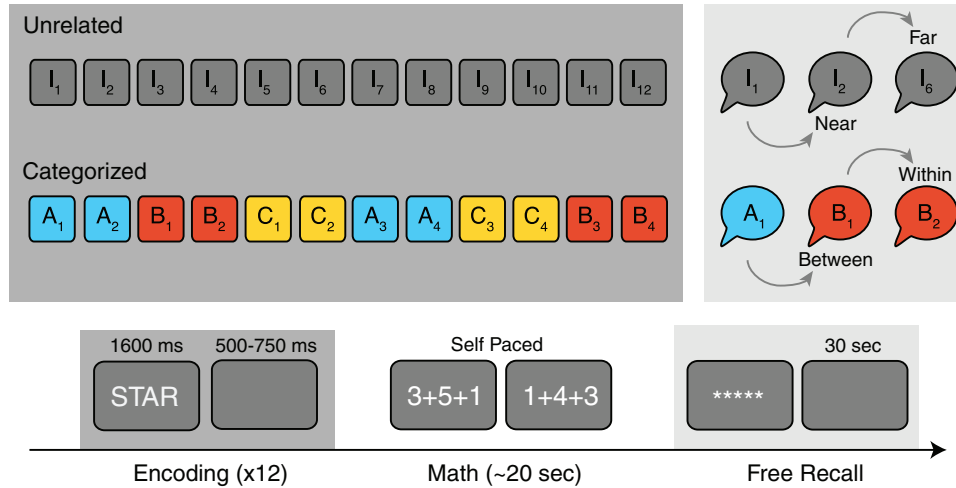 Unrelated
I1 I2 I3 I4 I5 I6 I7 I8 I9 I10 I11 I12
Categorized
A1 A2 B1 B2 C1 C2 A3 A4 C3 C4 B3 B4
Far
I1 I2 I6
Near
Within
A1 B1 B2
Between
1600 ms 500-750 ms Self Paced 30 sec
STAR 3+5+1 1+4+3 *****
Encoding (x12) Math (~20 sec) Free Recall